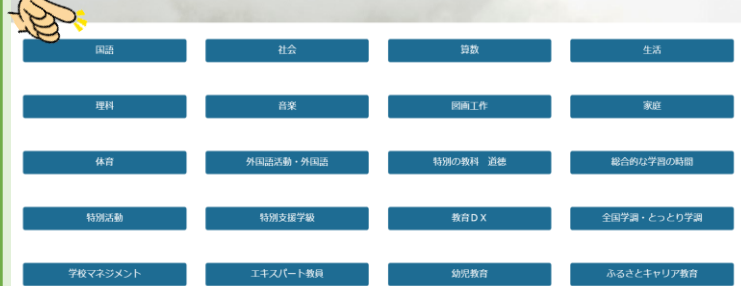 国語 社会 算数 生活
理科 音楽 図画工作 家庭
体育 外国語活動・外国語 特別の教科 道徳 総合的な学習の時間
特別活動 特別支援学級 教育DX 全国学調・とっとり学調
学校マネジメント エキスパート教員 幼児教育 ふるさとキャリア教育